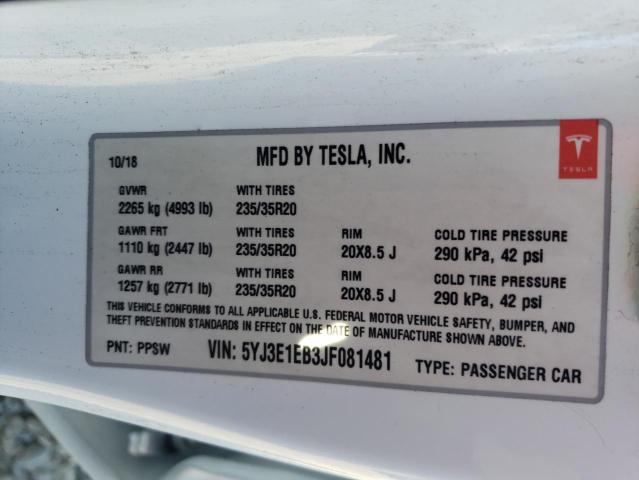 10/18 MFD BY TESLA, INC.
TESLA
GVWR WITH TIRES
2265 kg (4993 lb) 235/35R20
GAWR FRT WITH TIRES RIM COLD TIRE PRESSURE
1110 kg (2447 lb) 235/35R20 20X8.5 J 290 kPa, 42 psi
GAWR RR WITH TIRES RIM COLD TIRE PRESSURE
1257 kg (2771 lb) 235/35R20 20X8.5 J 290 kPa, 42 psi
THIS VEHICLE CONFORMS TO ALL APPLICABLE U.S. FEDERAL MOTOR VEHICLE SAFETY, BUMPER, AND
THEFT PREVENTION STANDARDS IN EFFECT ON THE DATE OF MANUFACTURE SHOWN ABOVE.
PNT: PPSW VIN: 5YJ3E1EB3JF081481 TYPE: PASSENGER CAR